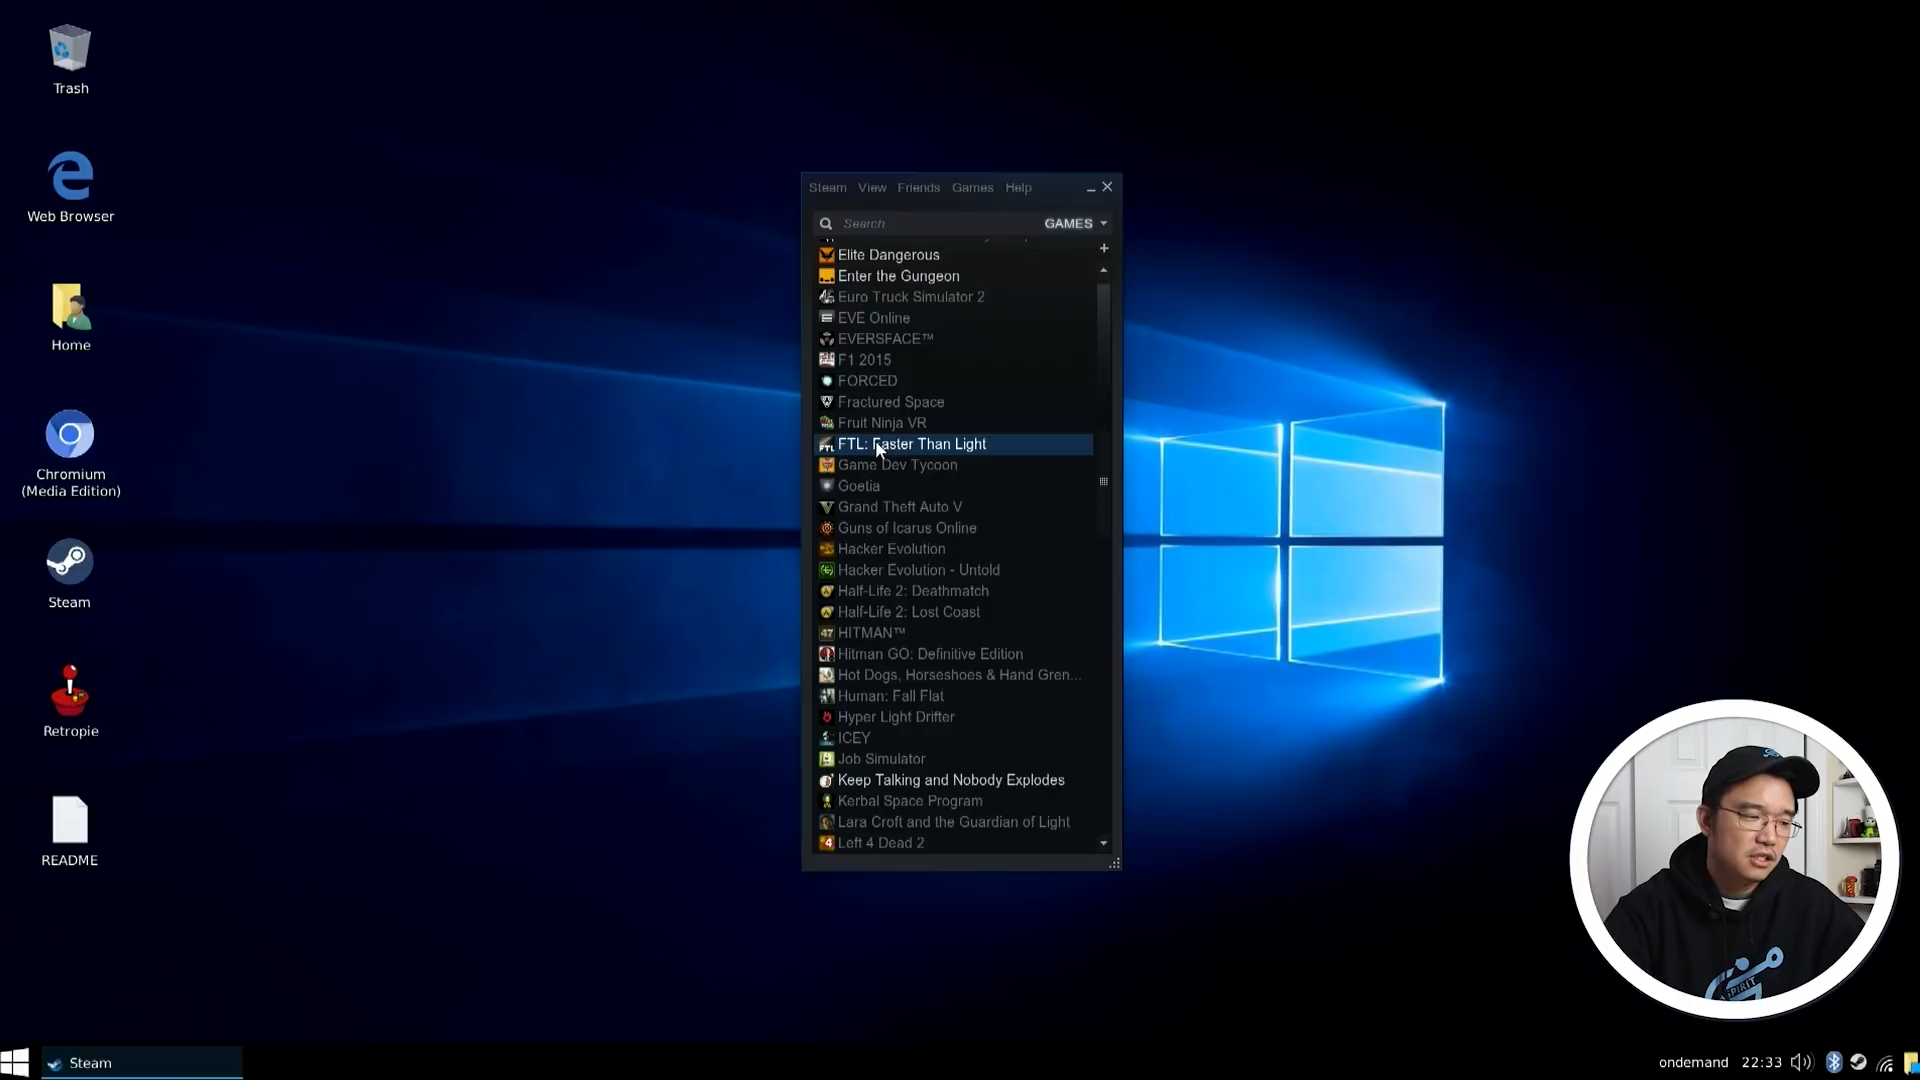 Trash
Web Browser
Home
Chromium
(Media Edition)
Steam
Retropie
README
Steam View Friends Games Help
Search GAMES
Elite Dangerous
Enter the Gungeon
Euro Truck Simulator 2
EVE Online
EVERSPACE™
F1 2015
FORCED
Fractured Space
Fruit Ninja VR
FTL: Faster Than Light
Game Dev Tycoon
Goetia
Grand Theft Auto V
Guns of Icarus Online
Hacker Evolution
Hacker Evolution - Untold
Half-Life 2: Deathmatch
Half-Life 2: Lost Coast
47 HITMAN™
Hitman GO: Definitive Edition
Hot Dogs, Horseshoes & Hand Gren...
Human: Fall Flat
Hyper Light Drifter
ICEY
Job Simulator
Keep Talking and Nobody Explodes
Kerbal Space Program
Lara Croft and the Guardian of Light
4 Left 4 Dead 2
SPIRIT
Steam
ondemand 22:33